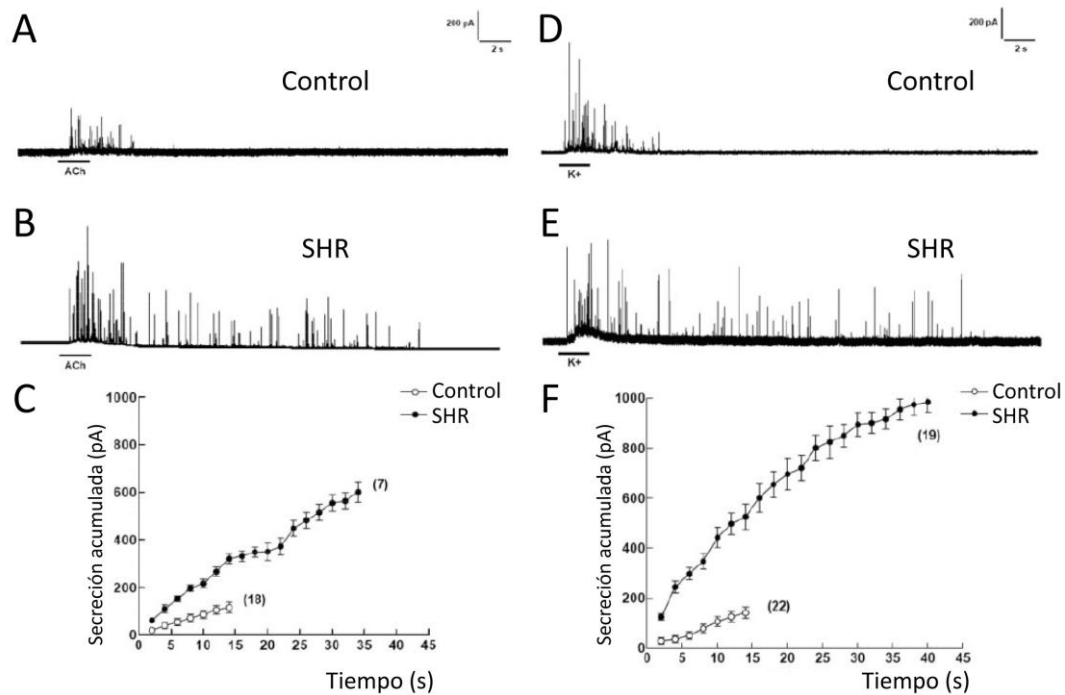 A
200 pA
2 s
Control
ACh
B
SHR
ACh
C
Control
SHR
Secreción acumulada (pA)
1000
800
600
400
200
0
(7)
(18)
0 5 10 15 20 25 30 35 40 45
Tiempo (s)
D
200 pA
2 s
Control
K+
E
SHR
K+
F
Control
SHR
Secreción acumulada (pA)
1000
800
600
400
200
0
(19)
(22)
0 5 10 15 20 25 30 35 40 45
Tiempo (s)